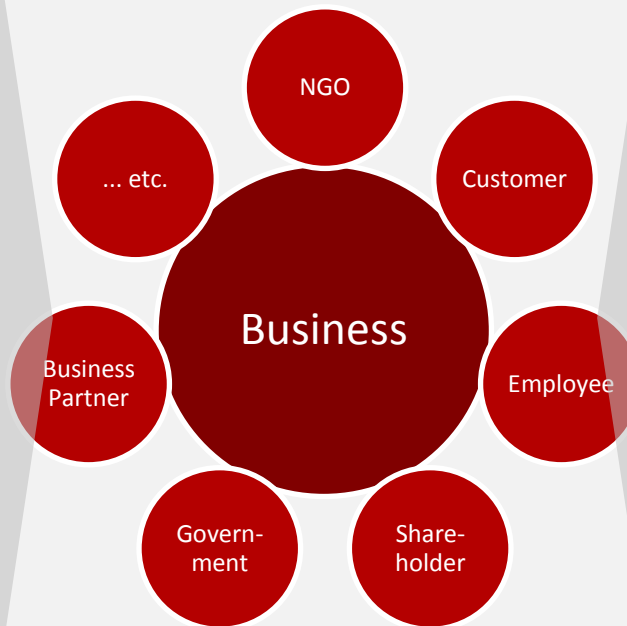 NGO
... etc.
Customer
Business
Business
Partner
Employee
Govern-
ment
Share-
holder